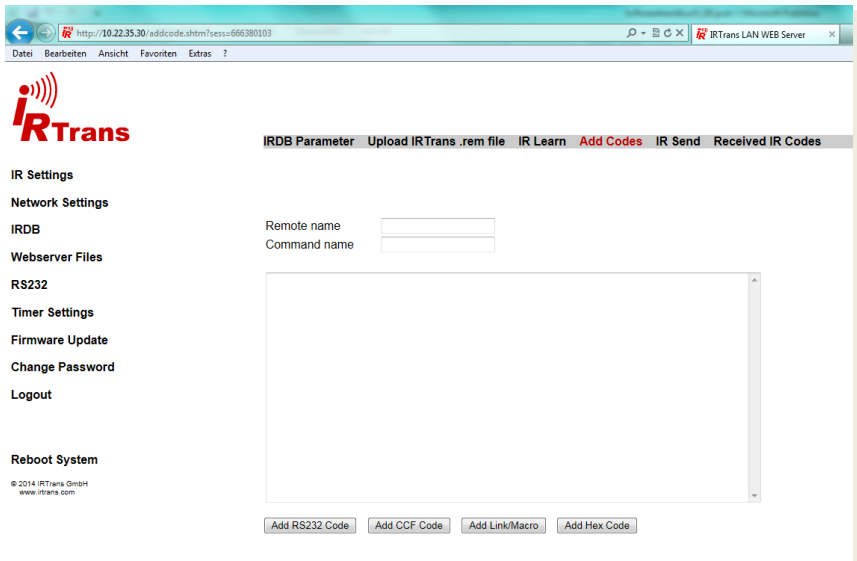 http://10.22.35.30/addcode.shtm?sess=666380103
IRTrans LAN WEB Server
Datei Bearbeiten Ansicht Favoriten Extras ?
IRTrans
IRDB Parameter Upload IRTrans .rem file IR Learn Add Codes IR Send Received IR Codes
IR Settings
Network Settings
IRDB
Webserver Files
RS232
Timer Settings
Firmware Update
Change Password
Logout
Reboot System
© 2014 IRTrans GmbH
www.irtrans.com
Remote name
Command name
Add RS232 Code Add CCF Code Add Link/Macro Add Hex Code